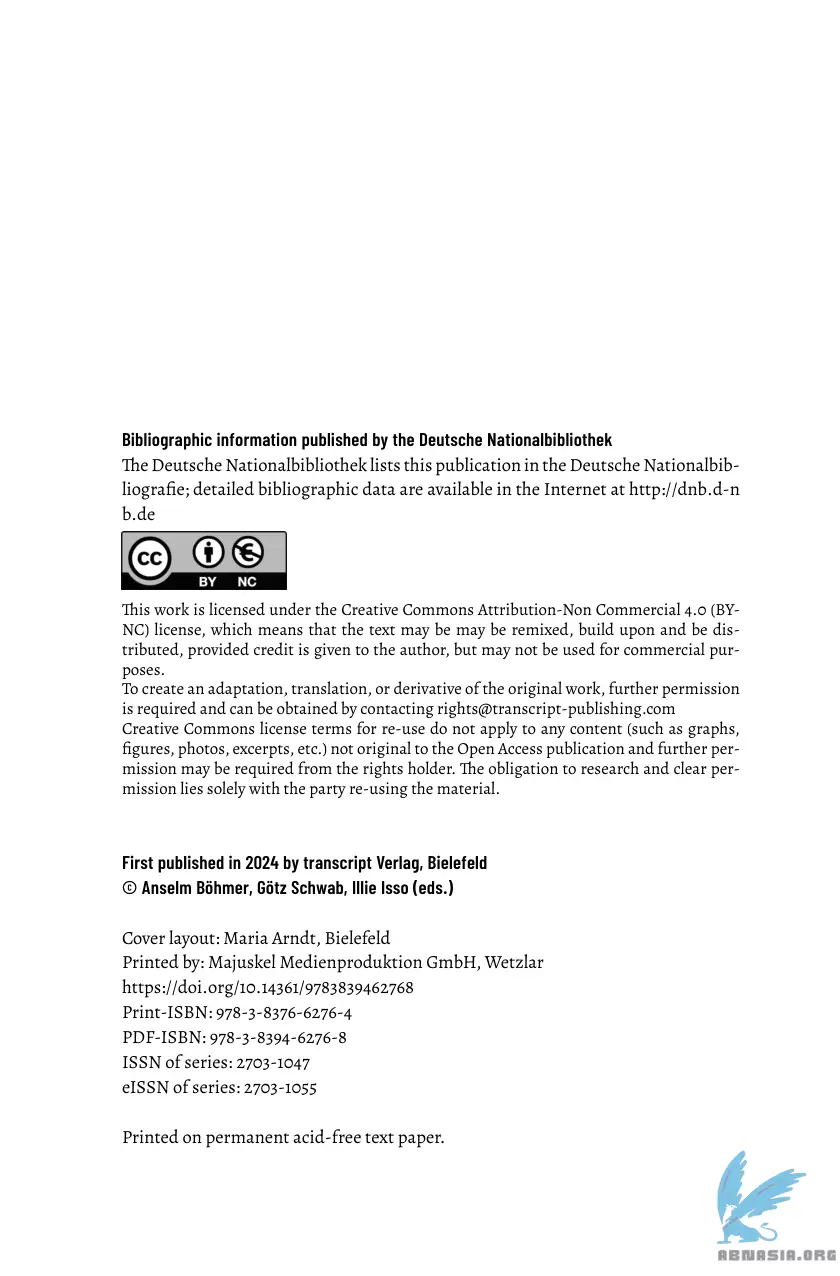 Bibliographic information published by the Deutsche Nationalbibliothek
The Deutsche Nationalbibliothek lists this publication in the Deutsche Nationalbib-
liografie; detailed bibliographic data are available in the Internet at http://dnb.d-n
b.de
cc
BY NC
This work is licensed under the Creative Commons Attribution-Non Commercial 4.0 (BY-
NC) license, which means that the text may be may be remixed, build upon and be dis-
tributed, provided credit is given to the author, but may not be used for commercial pur-
poses.
To create an adaptation, translation, or derivative of the original work, further permission
is required and can be obtained by contacting rights@transcript-publishing.com
Creative Commons license terms for re-use do not apply to any content (such as graphs,
figures, photos, excerpts, etc.) not original to the Open Access publication and further per-
mission may be required from the rights holder. The obligation to research and clear per-
mission lies solely with the party re-using the material.
First published in 2024 by transcript Verlag, Bielefeld
© Anselm Böhmer, Götz Schwab, Illie Isso (eds.)
Cover layout: Maria Arndt, Bielefeld
Printed by: Majuskel Medienproduktion GmbH, Wetzlar
https://doi.org/10.14361/9783839462768
Print-ISBN: 978-3-8376-6276-4
PDF-ISBN: 978-3-8394-6276-8
ISSN of series: 2703-1047
eISSN of series: 2703-1055
Printed on permanent acid-free text paper.
ABNASIA.ORG